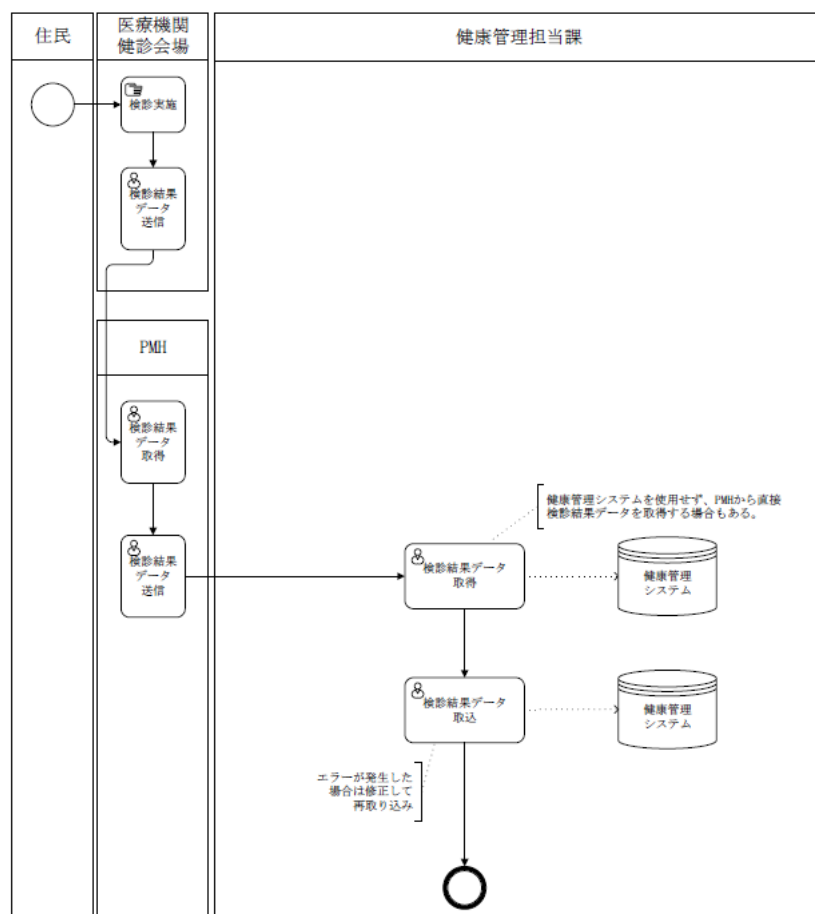 住民
医療機関
健診会場
健康管理担当課
検診実施
検診結果
データ
送信
PMH
検診結果
データ
取得
検診結果
データ
送信
健康管理システムを使用せず、PMHから直接
検診結果データを取得する場合もある。
検診結果データ
取得
健康管理
システム
検診結果データ
取込
健康管理
システム
エラーが発生した
場合は修正して
再取り込み